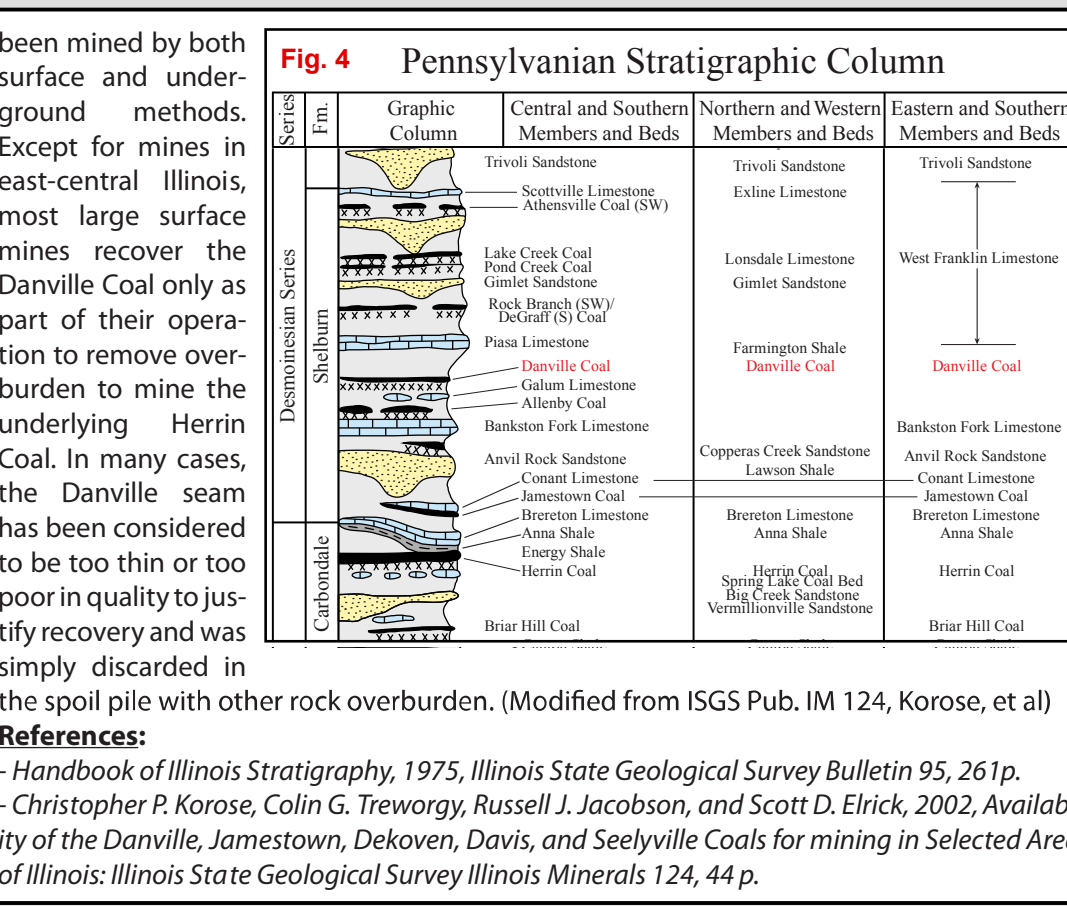 been mined by both
surface and under-
ground methods.
Except for mines in
east-central Illinois,
most large surface
mines recover the
Danville Coal only as
part of their opera-
tion to remove over-
burden to mine the
underlying Herrin
Coal. In many cases,
the Danville seam
has been considered
to be too thin or too
poor in quality to jus-
tify recovery and was
simply discarded in
the spoil pile with other rock overburden. (Modified from ISGS Pub. IM 124, Korose, et al)
Fig. 4 Pennsylvanian Stratigraphic Column
Series
Fm.
Graphic
Column
Central and Southern
Members and Beds
Northern and Western
Members and Beds
Eastern and Southern
Members and Beds
Desmoinesian Series
Shelburn
Carbondale
Trivoli Sandstone
Scottville Limestone
Athensville Coal (SW)
Lake Creek Coal
Pond Creek Coal
Gimlet Sandstone
Rock Branch (SW)/
DeGraff (S) Coal
Piasa Limestone
Danville Coal
Galum Limestone
Allenby Coal
Bankston Fork Limestone
Anvil Rock Sandstone
Conant Limestone
Jamestown Coal
Brereton Limestone
Anna Shale
Energy Shale
Herrin Coal
Briar Hill Coal
Trivoli Sandstone
Exline Limestone
Lonsdale Limestone
Gimlet Sandstone
Farmington Shale
Danville Coal
Copperas Creek Sandstone
Lawson Shale
Brereton Limestone
Anna Shale
Herrin Coal
Spring Lake Coal Bed
Big Creek Sandstone
Vermillionville Sandstone
Trivoli Sandstone
West Franklin Limestone
Danville Coal
Bankston Fork Limestone
Anvil Rock Sandstone
Conant Limestone
Jamestown Coal
Brereton Limestone
Anna Shale
Herrin Coal
Briar Hill Coal
References:
- Handbook of Illinois Stratigraphy, 1975, Illinois State Geological Survey Bulletin 95, 261p.
- Christopher P. Korose, Colin G. Treworgy, Russell J. Jacobson, and Scott D. Elrick, 2002, Availab
ity of the Danville, Jamestown, Dekoven, Davis, and Seelyville Coals for mining in Selected Area
of Illinois: Illinois State Geological Survey Illinois Minerals 124, 44 p.